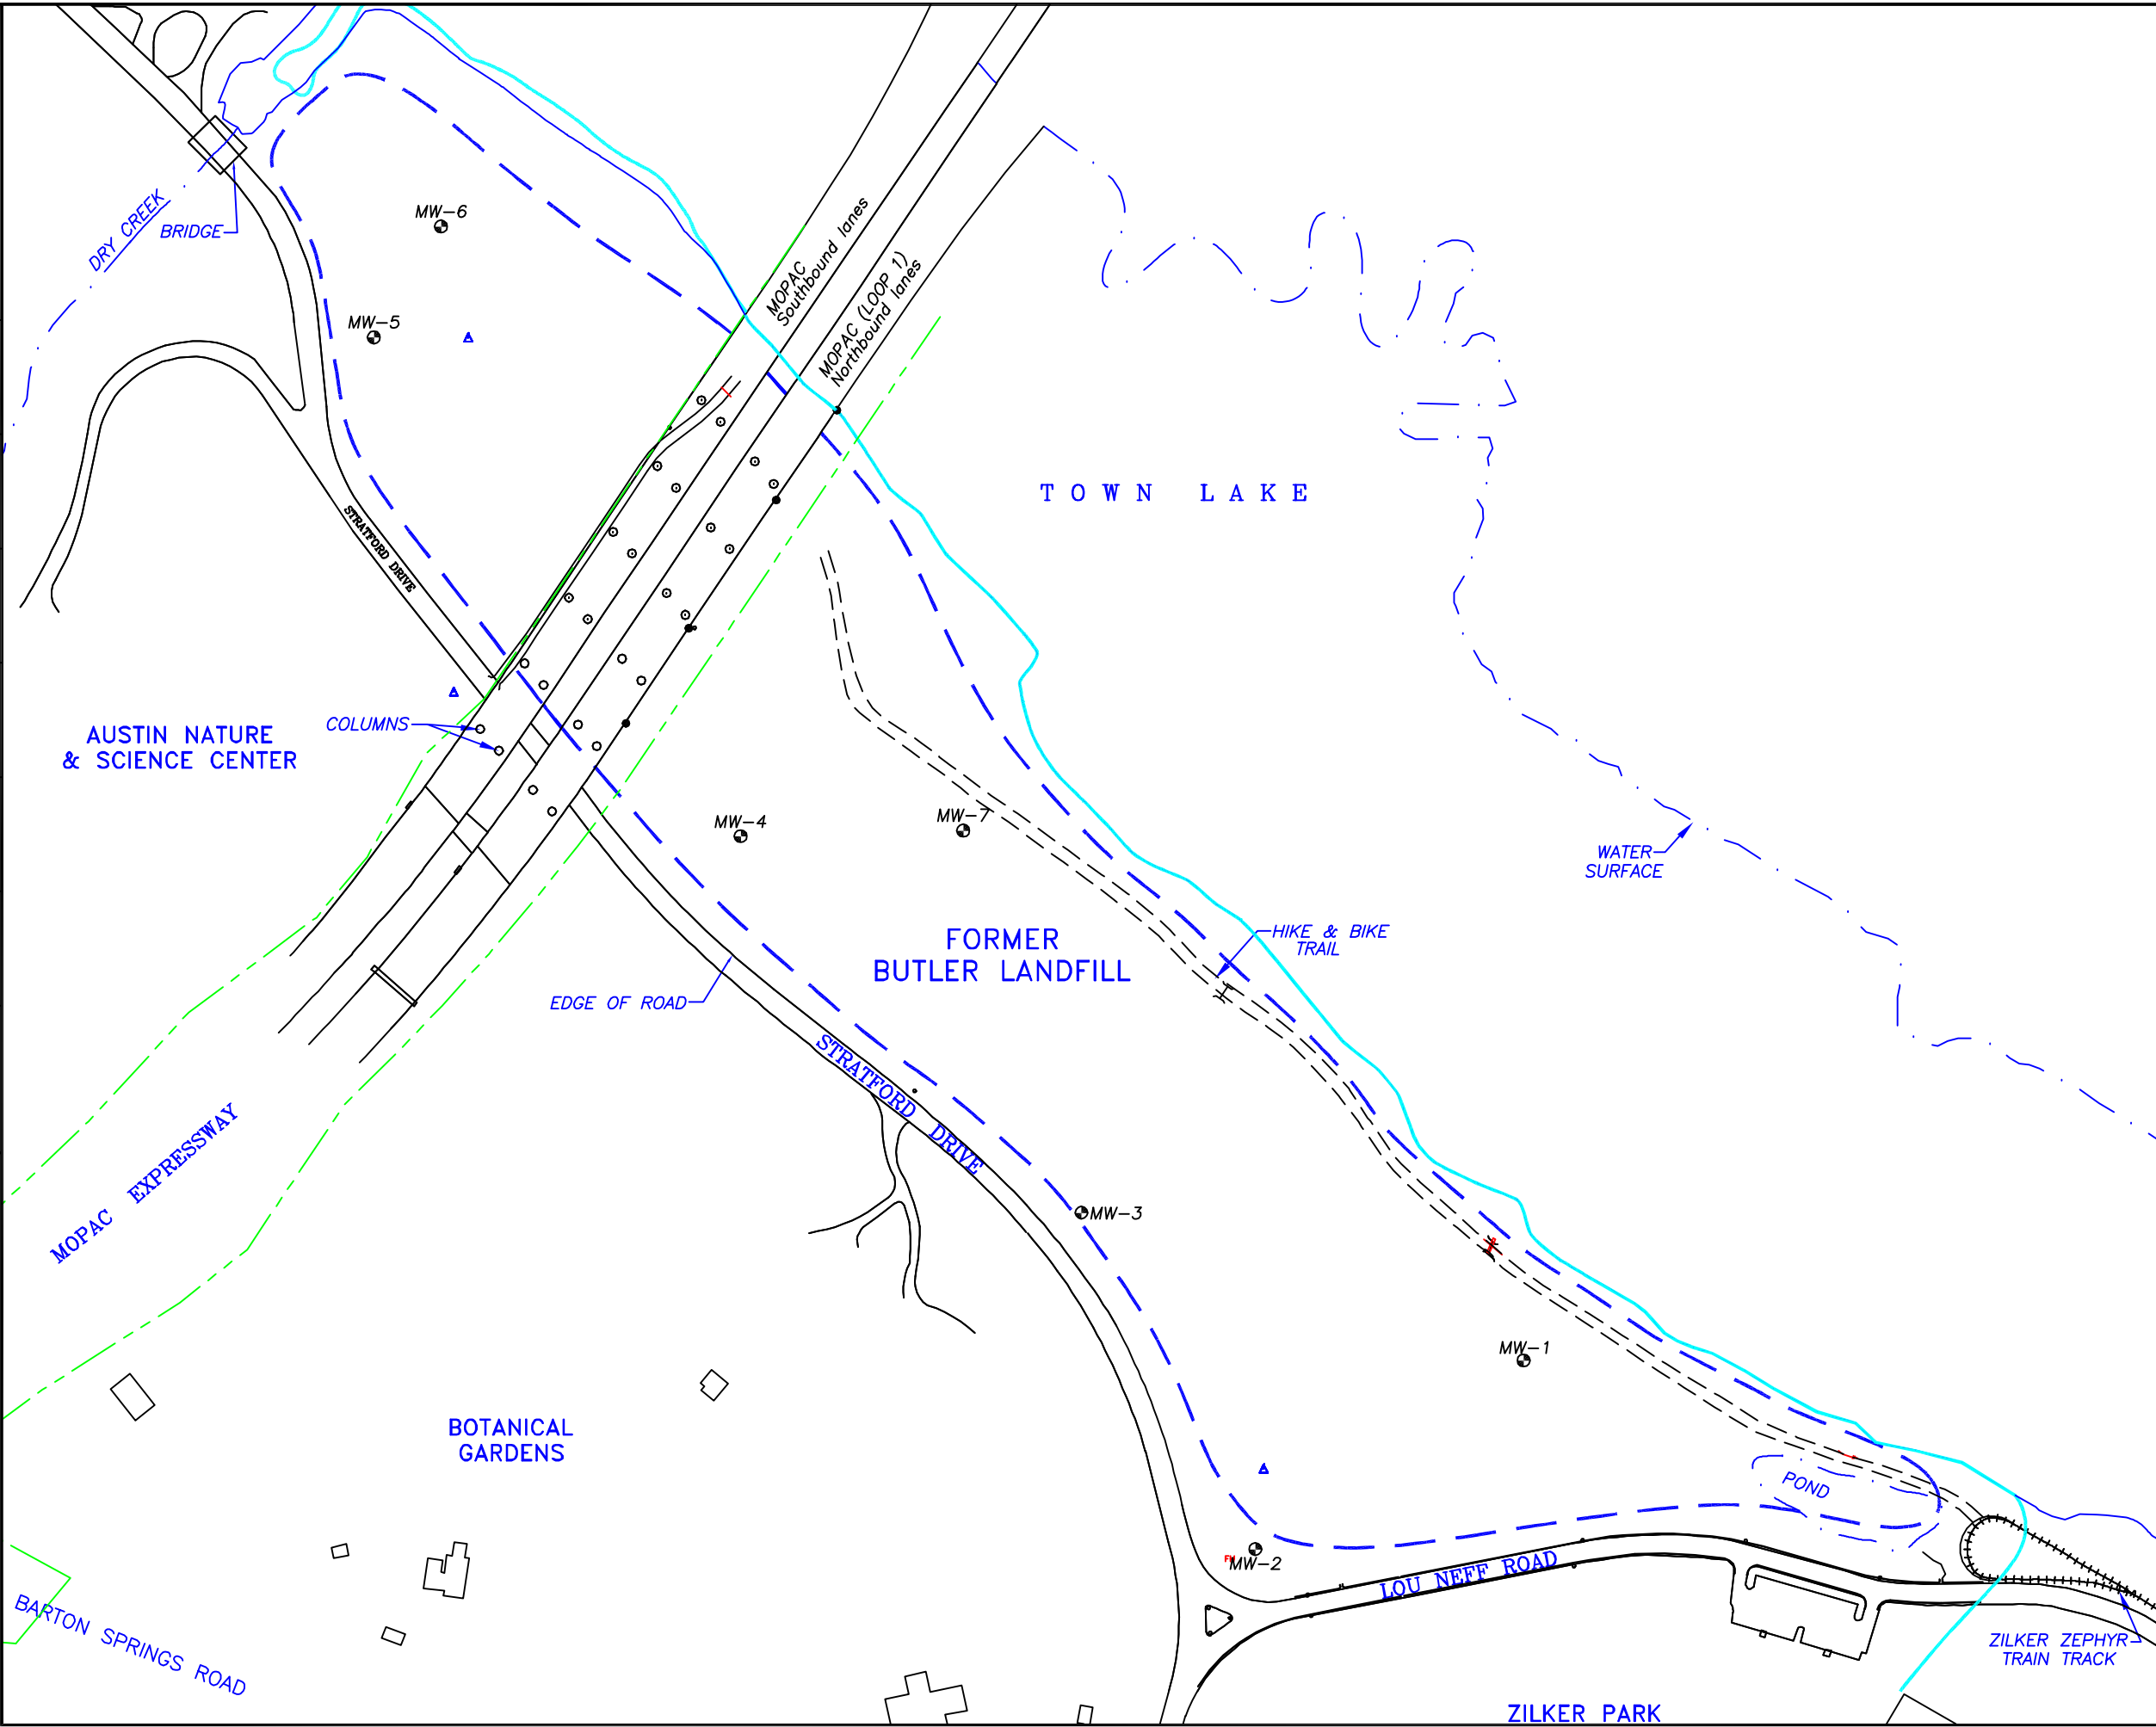 MW-6
DRY CREEK
BRIDGE
MOPAC
Southbound lanes
MOPAC (LOOP 1)
Northbound lanes
MW-5
TOWN LAKE
STRATFORD DRIVE
AUSTIN NATURE
& SCIENCE CENTER
COLUMNS
MW-4
MW-7
WATER
SURFACE
HIKE & BIKE
TRAIL
FORMER
BUTLER LANDFILL
EDGE OF ROAD
STRATFORD DRIVE
MOPAC EXPRESSWAY
MW-3
MW-1
BOTANICAL
GARDENS
POND
FM
MW-2
LOU NEFF ROAD
BARTON SPRINGS ROAD
ZILKER ZEPHYR
TRAIN TRACK
ZILKER PARK